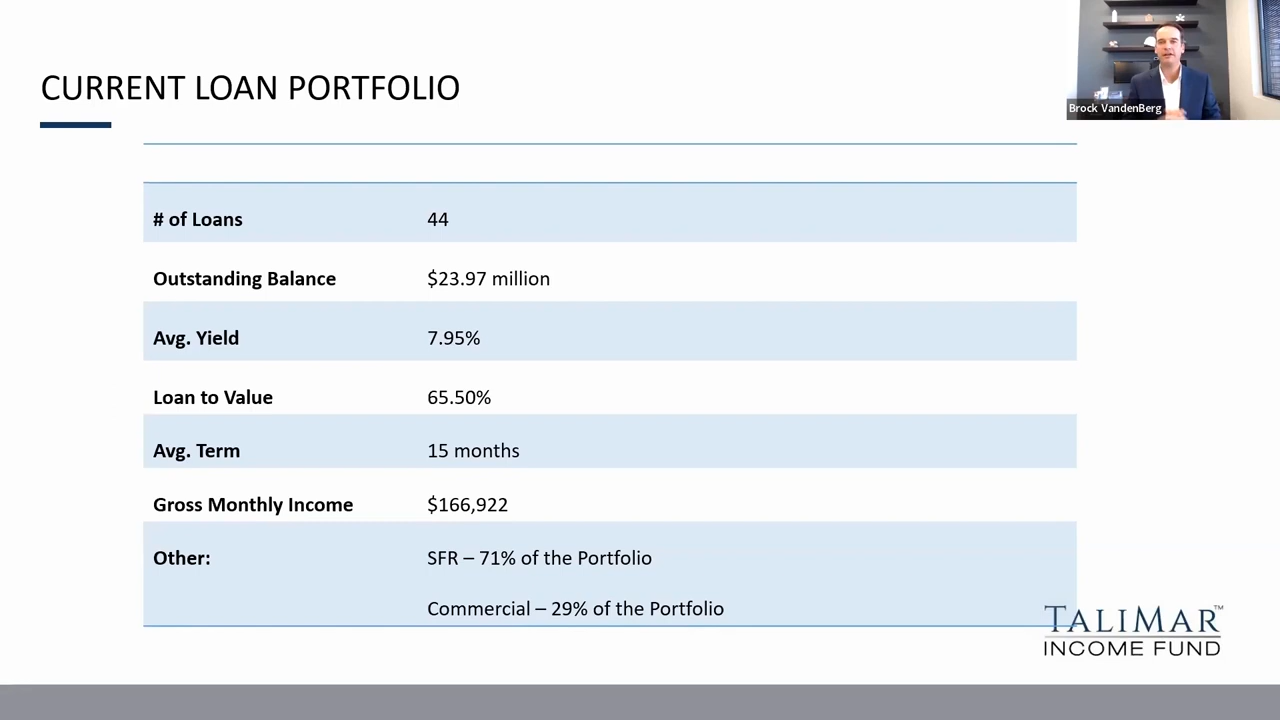 CURRENT LOAN PORTFOLIO
Brock VandenBerg
# of Loans 44
Outstanding Balance $23.97 million
Avg. Yield 7.95%
Loan to Value 65.50%
Avg. Term 15 months
Gross Monthly Income $166,922
Other: SFR – 71% of the Portfolio
Commercial – 29% of the Portfolio
TALIMAR™
INCOME FUND